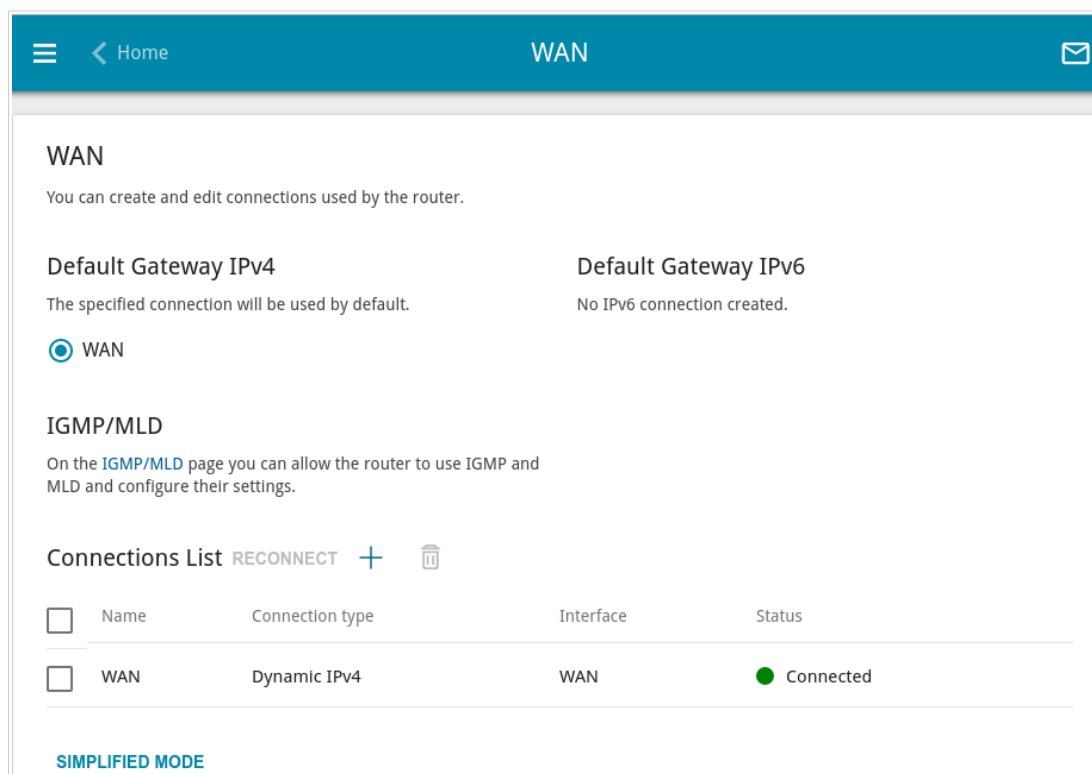 Home
WAN
WAN
You can create and edit connections used by the router.
Default Gateway IPv4
The specified connection will be used by default.
WAN
Default Gateway IPv6
No IPv6 connection created.
IGMP/MLD
On the IGMP/MLD page you can allow the router to use IGMP and
MLD and configure their settings.
Connections List RECONNECT
Name Connection type Interface Status
WAN Dynamic IPv4 WAN Connected
SIMPLIFIED MODE